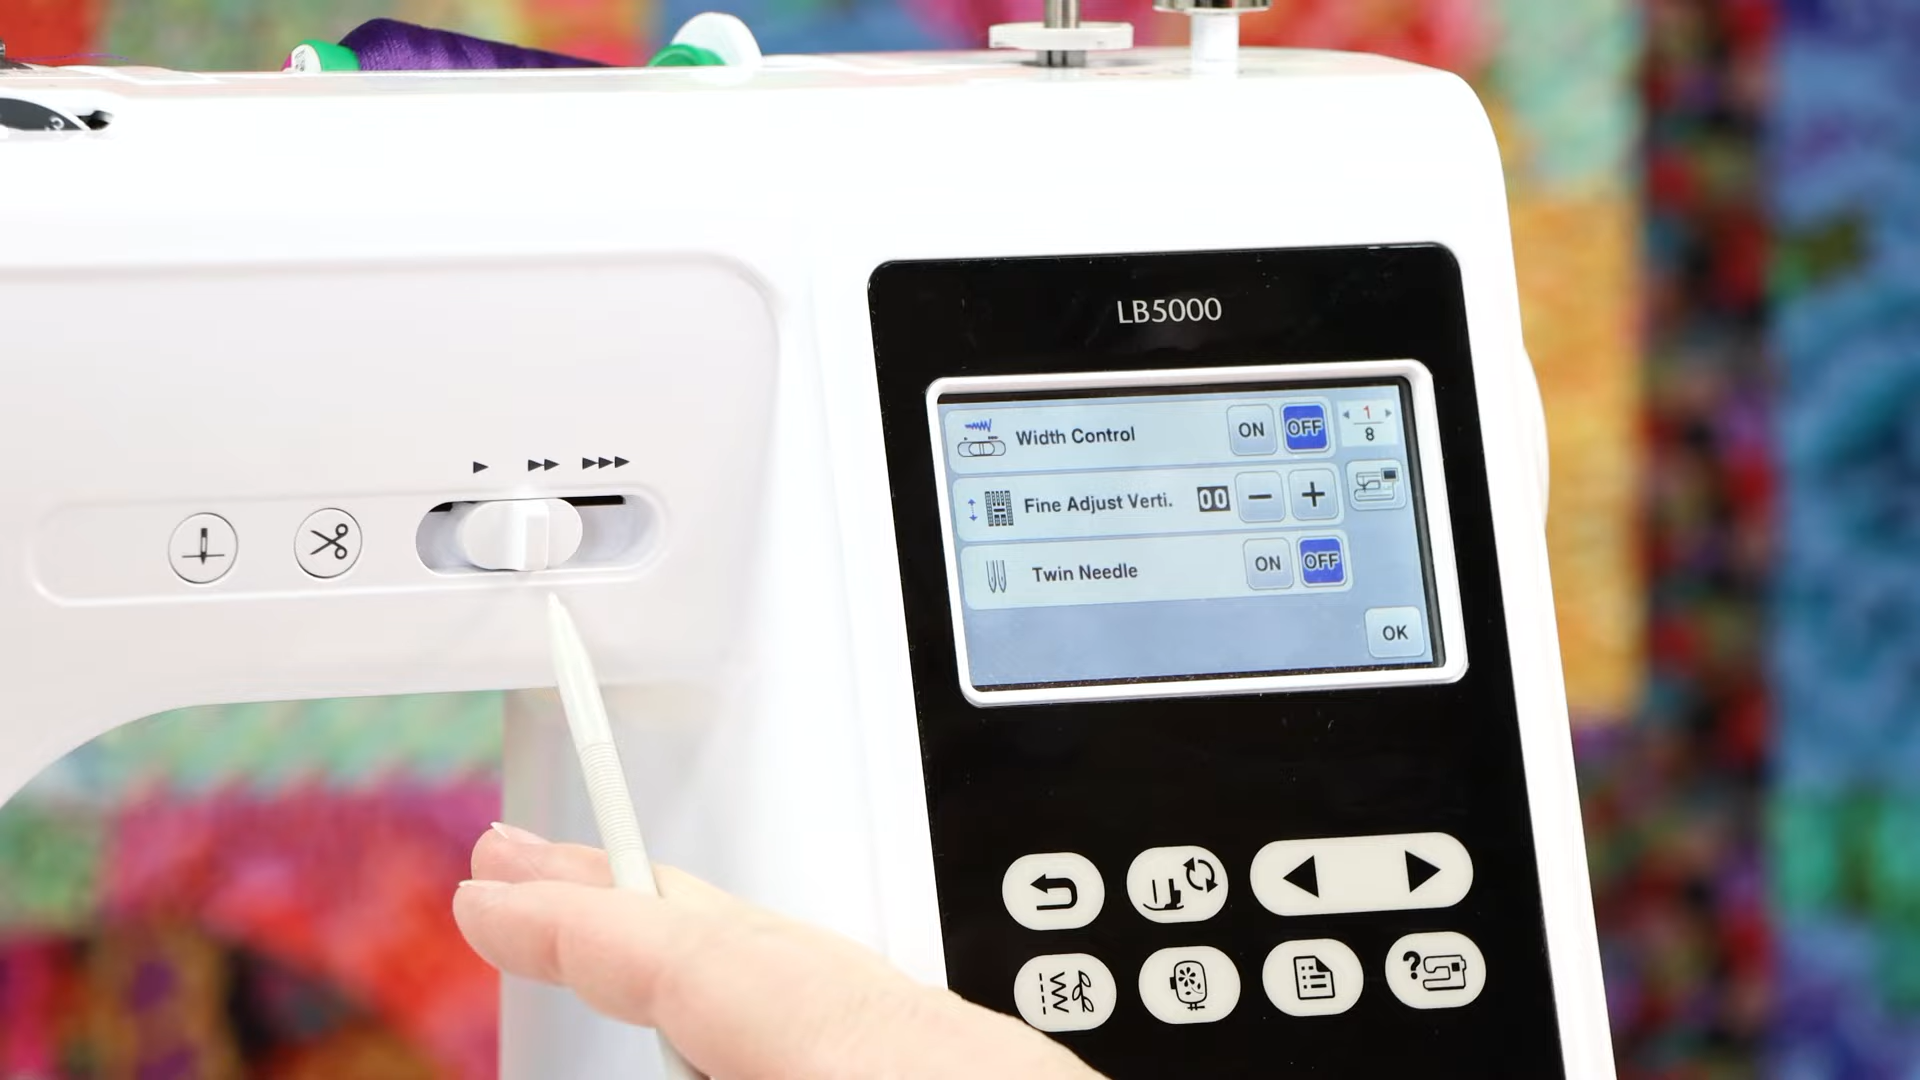 LB5000
Width Control ON OFF 1
8
Fine Adjust Verti. 00 − +
Twin Needle ON OFF
OK
?